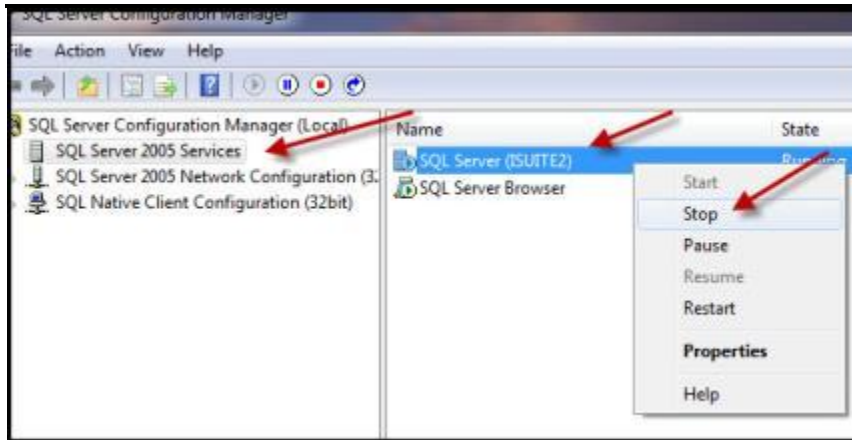 SQL Server Configuration Manager
File Action View Help
SQL Server Configuration Manager (Local)
SQL Server 2005 Services
SQL Server 2005 Network Configuration (3.
SQL Native Client Configuration (32bit)
Name State
SQL Server (ISUITE2) Running
SQL Server Browser
Start
Stop
Pause
Resume
Restart
Properties
Help